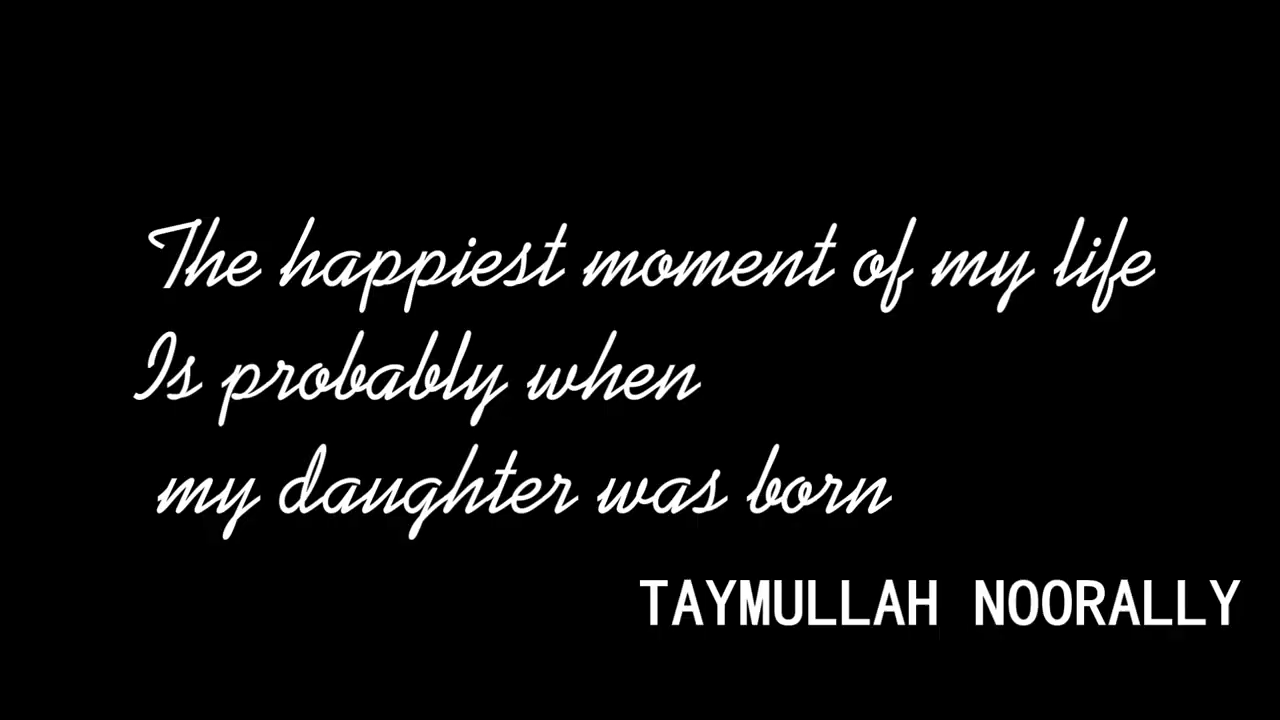 The happiest moment of my life
Is probably when
my daughter was born
TAYMULLAH NOORALLY